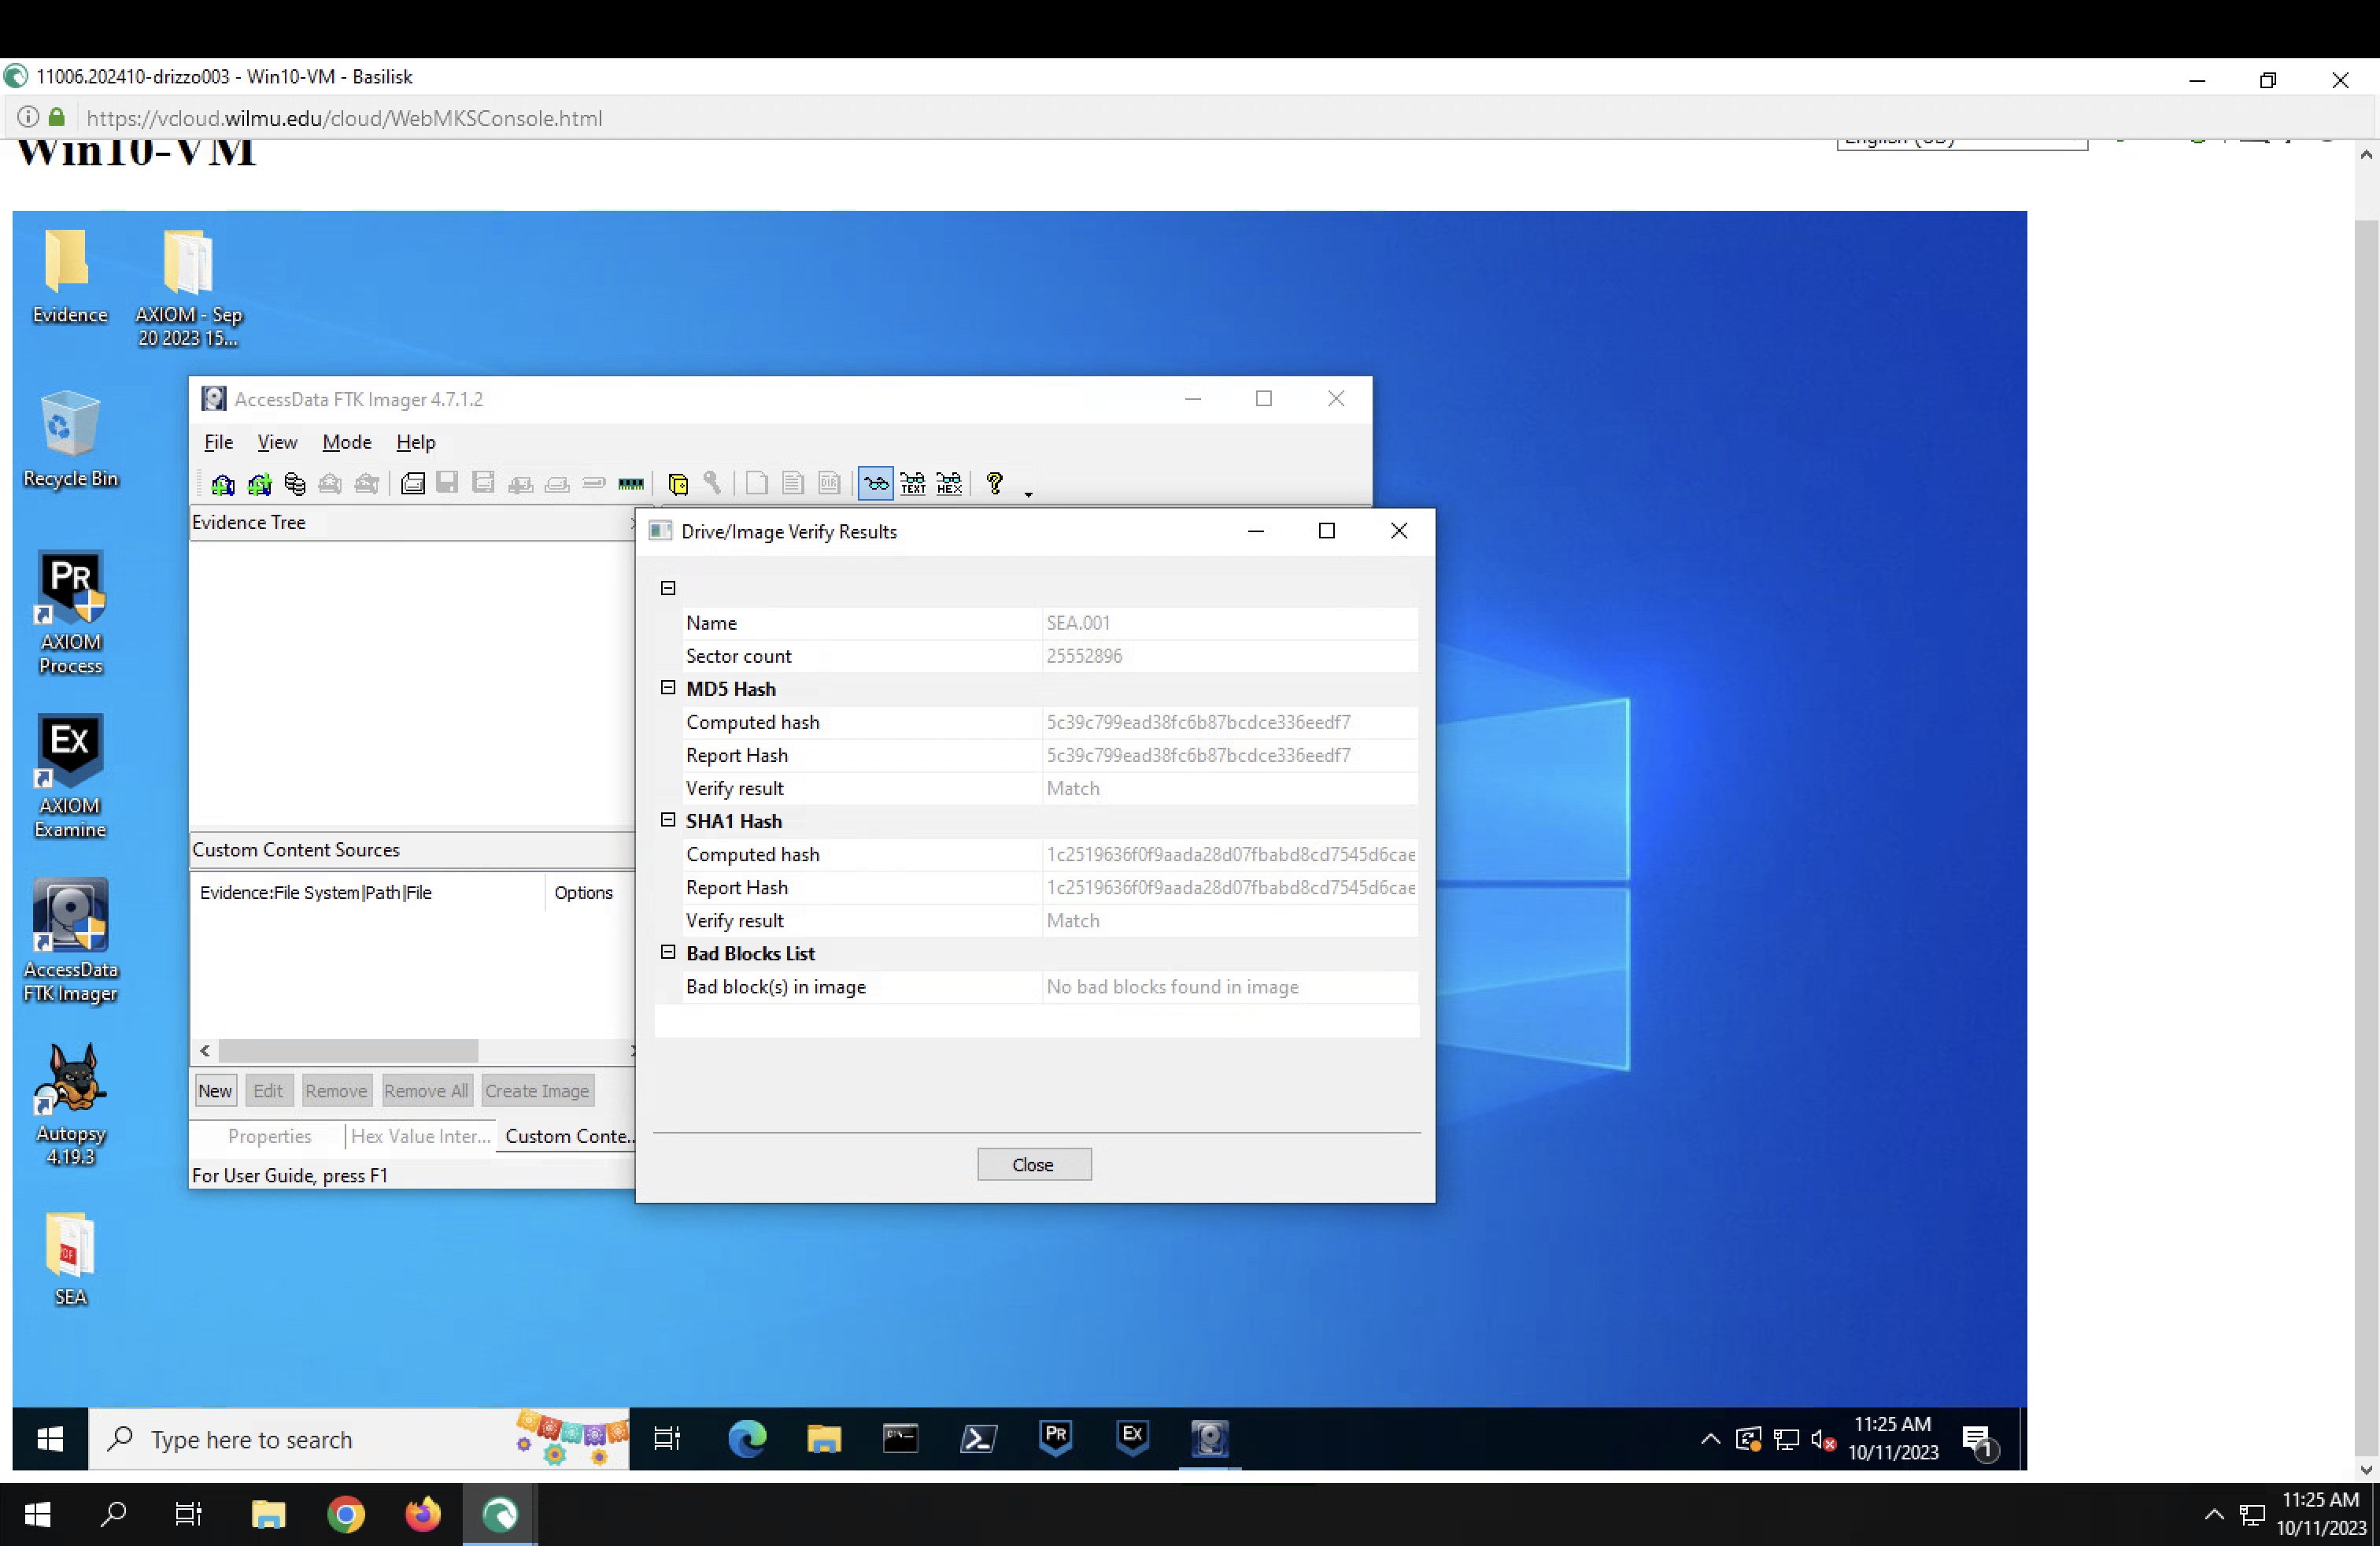 11006.202410-drizzo003 - Win10-VM - Basilisk
https://vcloud.wilmu.edu/cloud/WebMKSConsole.html
Win10-VM
English (US)
Evidence
AXIOM - Sep
20 2023 15...
Recycle Bin
AXIOM
Process
AXIOM
Examine
AccessData
FTK Imager
Autopsy
4.19.3
SEA
AccessData FTK Imager 4.7.1.2
File View Mode Help
TEXT HEX
Evidence Tree
Custom Content Sources
Evidence:File System|Path|File Options
New Edit Remove Remove All Create Image
Properties Hex Value Inter... Custom Conte...
For User Guide, press F1
Drive/Image Verify Results
Name SEA.001
Sector count 25552896
MD5 Hash
Computed hash 5c39c799ead38fc6b87bcdce336eedf7
Report Hash 5c39c799ead38fc6b87bcdce336eedf7
Verify result Match
SHA1 Hash
Computed hash 1c2519636f0f9aada28d07fbabd8cd7545d6cae
Report Hash 1c2519636f0f9aada28d07fbabd8cd7545d6cae
Verify result Match
Bad Blocks List
Bad block(s) in image No bad blocks found in image
Close
Type here to search
PR
EX
11:25 AM
10/11/2023
1
11:25 AM
10/11/2023